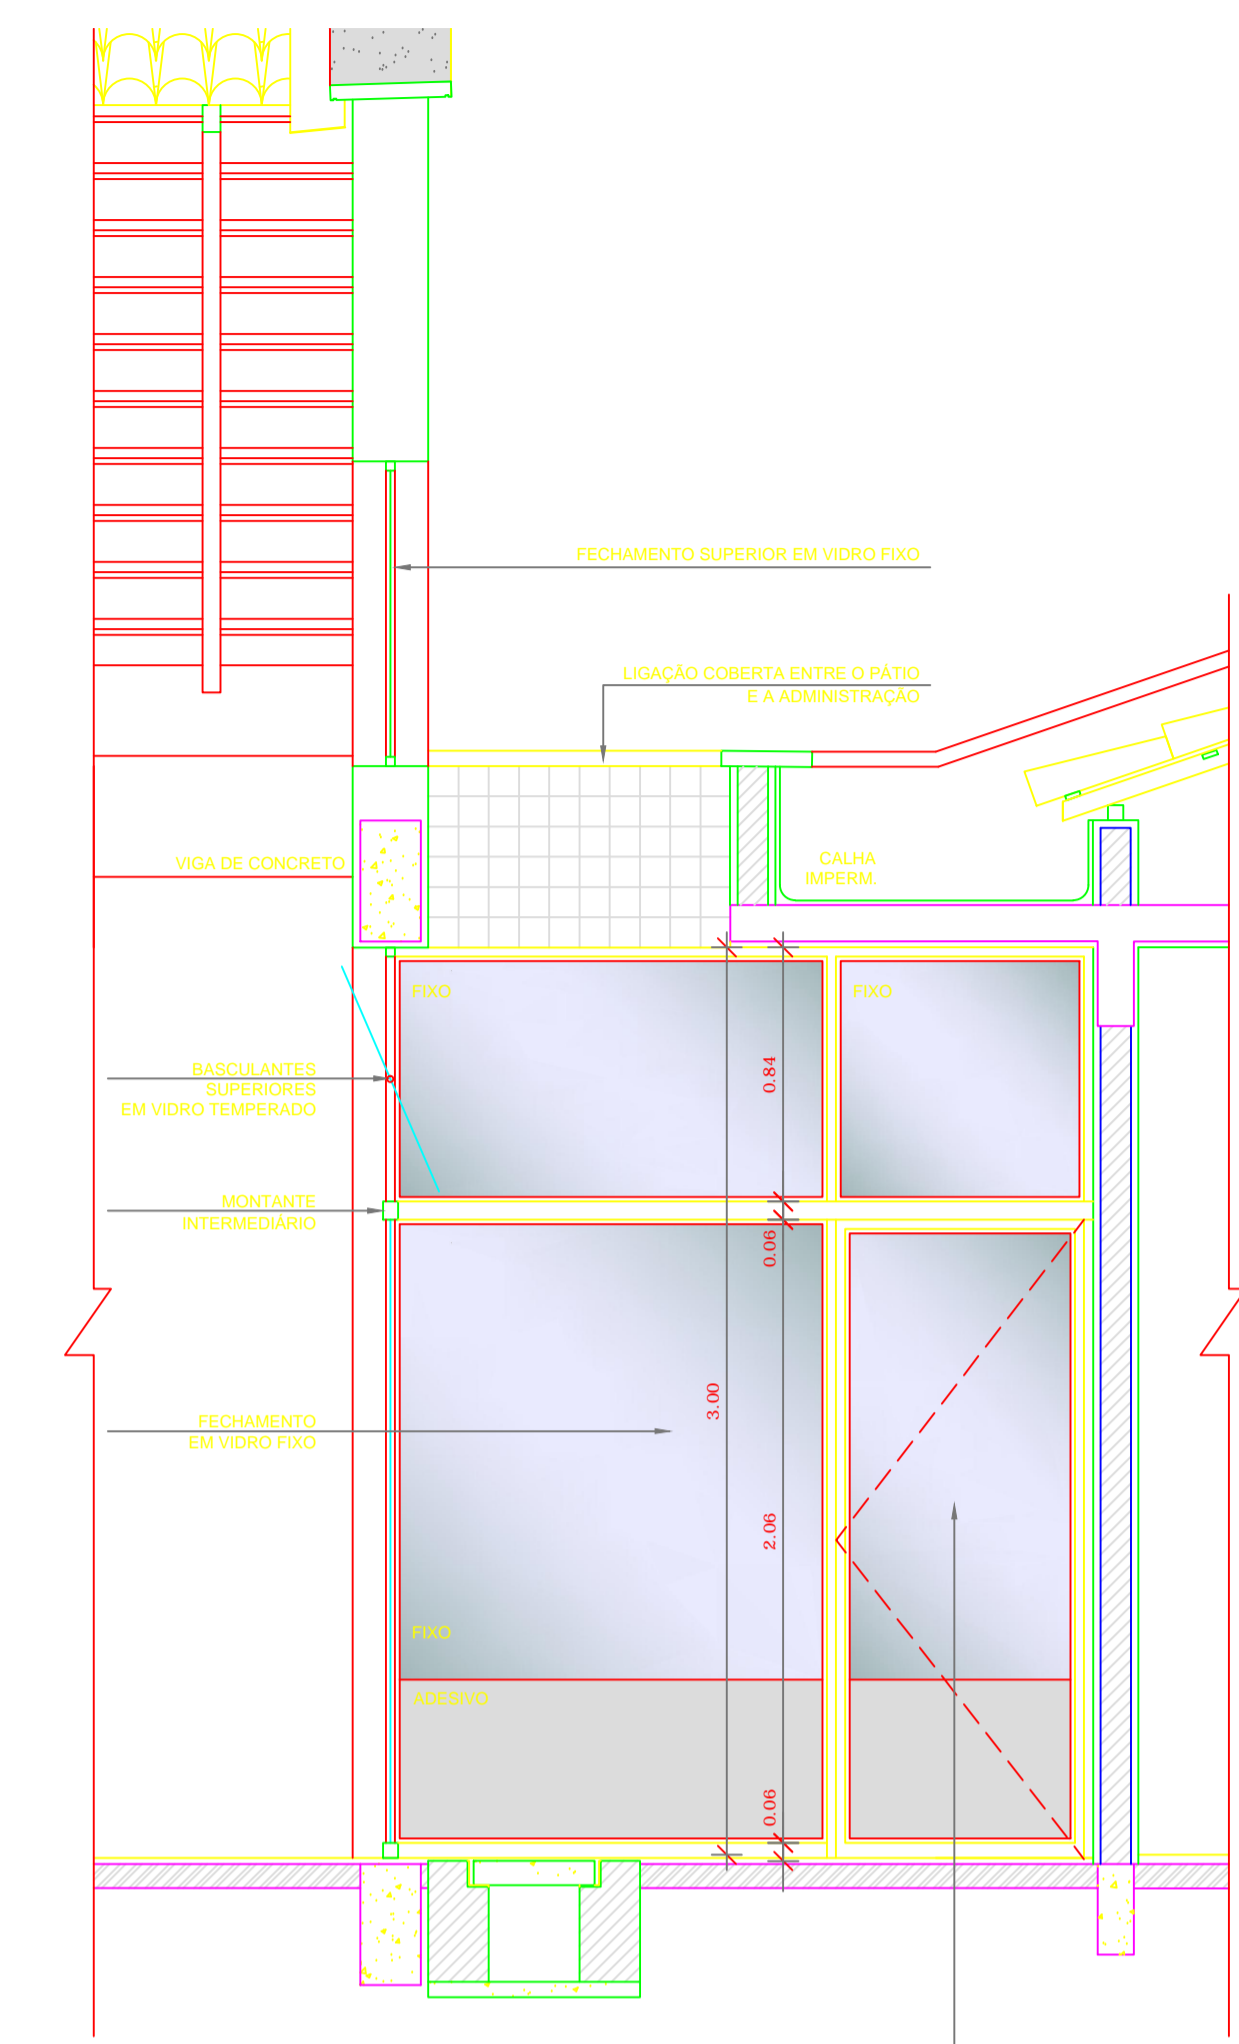 FECHAMENTO SUPERIOR EM VIDRO FIXO
LIGAÇÃO COBERTA ENTRE O PÁTIO
E A ADMINISTRAÇÃO
VIGA DE CONCRETO
CALHA
IMPERM.
FIXO
FIXO
BASCULANTES
SUPERIORES
EM VIDRO TEMPERADO
0.84
MONTANTE
INTERMEDIÁRIO
0.06
3.00
FECHAMENTO
EM VIDRO FIXO
2.06
FIXO
ADESIVO
0.06